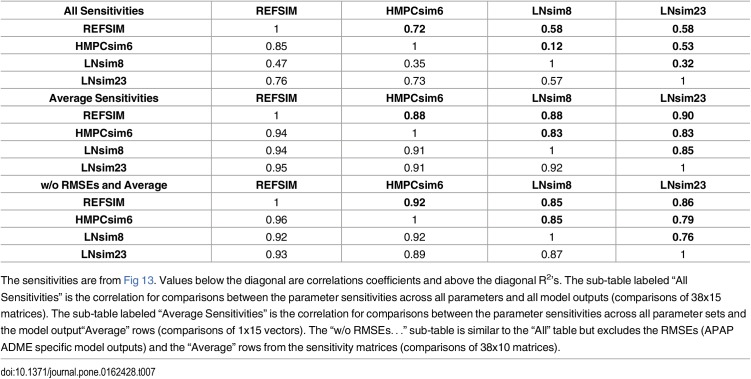 All Sensitivities REFSIM HMPCsim6 LNsim8 LNsim23
REFSIM 1 0.72 0.58 0.58
HMPCsim6 0.85 1 0.12 0.53
LNsim8 0.47 0.35 1 0.32
LNsim23 0.76 0.73 0.57 1
Average Sensitivities REFSIM HMPCsim6 LNsim8 LNsim23
REFSIM 1 0.88 0.88 0.90
HMPCsim6 0.94 1 0.83 0.83
LNsim8 0.94 0.91 1 0.85
LNsim23 0.95 0.91 0.92 1
w/o RMSEs and Average REFSIM HMPCsim6 LNsim8 LNsim23
REFSIM 1 0.92 0.85 0.86
HMPCsim6 0.96 1 0.85 0.79
LNsim8 0.92 0.92 1 0.76
LNsim23 0.93 0.89 0.87 1
The sensitivities are from Fig 13. Values below the diagonal are correlations coefficients and above the diagonal R²'s. The sub-table labeled “All
Sensitivities” is the correlation for comparisons between the parameter sensitivities across all parameters and all model outputs (comparisons of 38x15
matrices). The sub-table labeled “Average Sensitivities” is the correlation for comparisons between the parameter sensitivities across all parameter sets and
the model output“Average” rows (comparisons of 1x15 vectors). The “w/o RMSEs. . .” sub-table is similar to the “All” table but excludes the RMSEs (APAP
ADME specific model outputs) and the “Average” rows from the sensitivity matrices (comparisons of 38x10 matrices).
doi:10.1371/journal.pone.0162428.t007